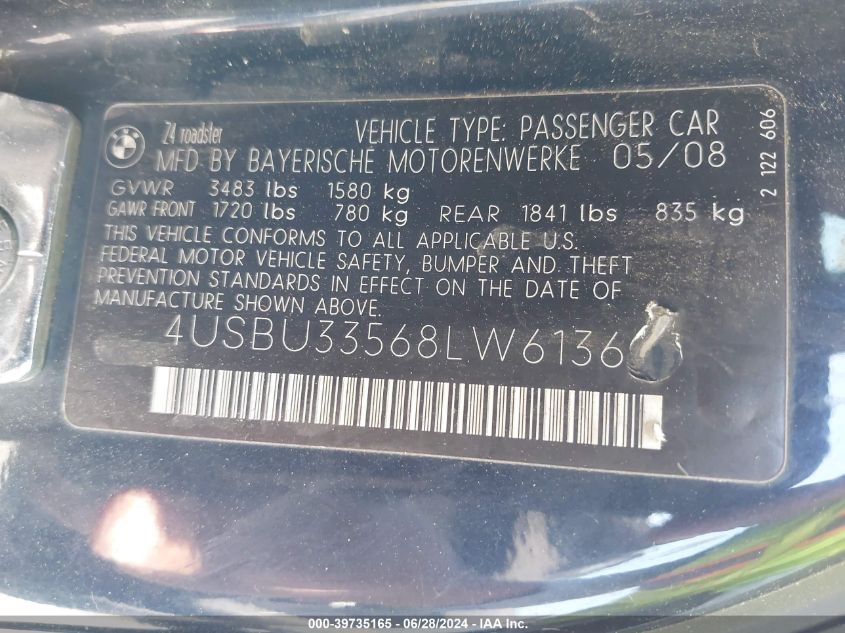 Z4 roadster
VEHICLE TYPE: PASSENGER CAR
MFD BY BAYERISCHE MOTORENWERKE 05/08
GVWR 3483 lbs 1580 kg
GAWR FRONT 1720 lbs 780 kg REAR 1841 lbs 835 kg
THIS VEHICLE CONFORMS TO ALL APPLICABLE U.S.
FEDERAL MOTOR VEHICLE SAFETY, BUMPER AND THEFT
PREVENTION STANDARDS IN EFFECT ON THE DATE OF
MANUFACTURE SHOWN ABOVE.
4USBU33568LW6136
2 122 606
000-39735165 - 06/28/2024 - © IAA, Inc.